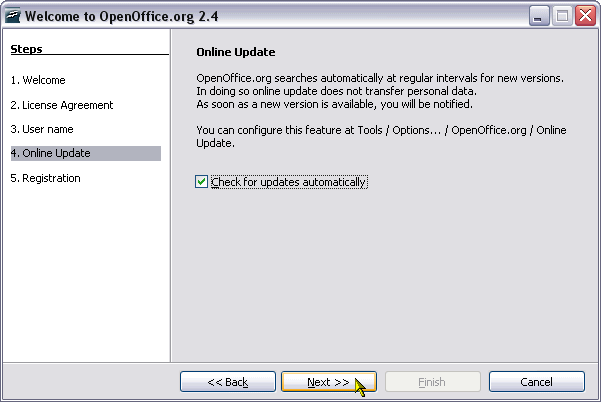 Welcome to OpenOffice.org 2.4
Steps
1. Welcome
2. License Agreement
3. User name
4. Online Update
5. Registration
Online Update
OpenOffice.org searches automatically at regular intervals for new versions.
In doing so online update does not transfer personal data.
As soon as a new version is available, you will be notified.
You can configure this feature at Tools / Options... / OpenOffice.org / Online
Update.
Check for updates automatically
<< Back
Next >>
Finish
Cancel